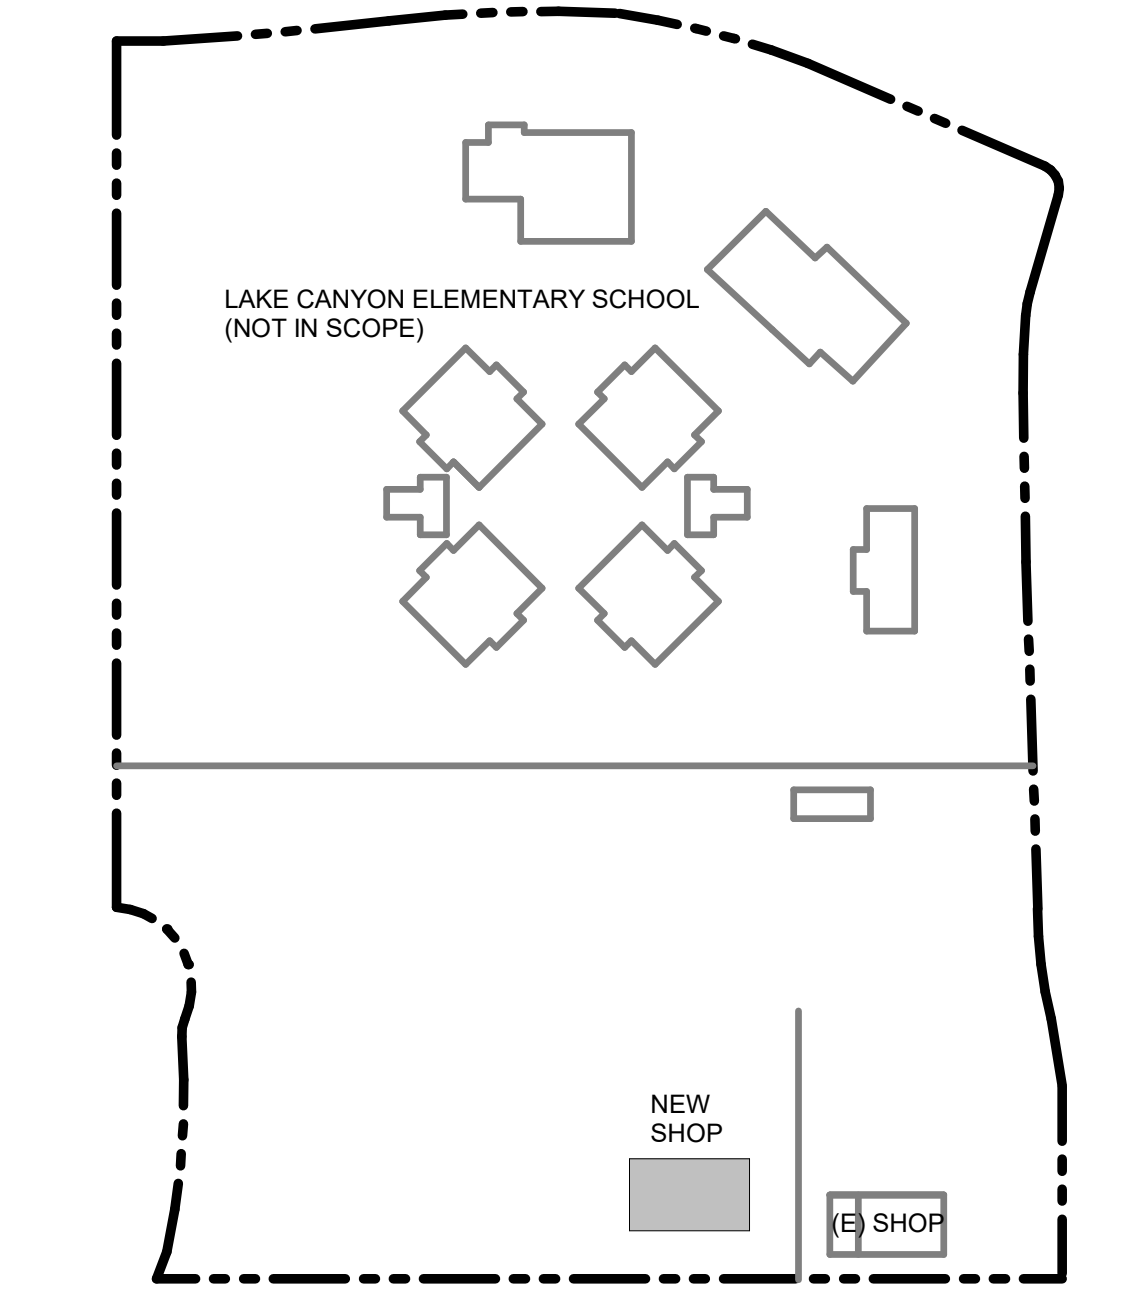 LAKE CANYON ELEMENTARY SCHOOL
(NOT IN SCOPE)
NEW
SHOP
(E) SHOP